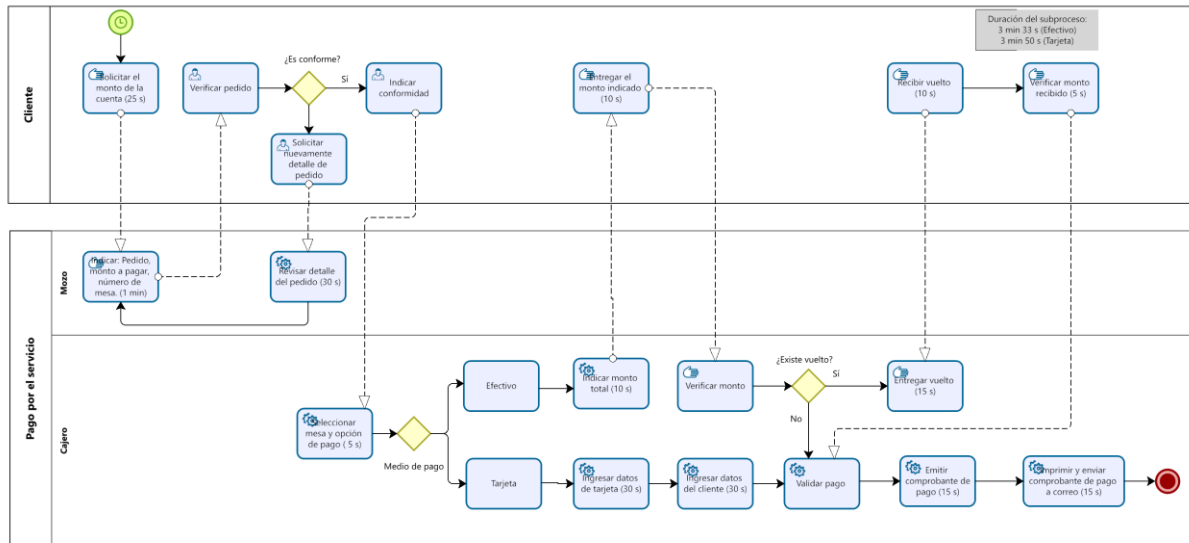 Duración del subproceso:
3 min 33 s (Efectivo)
3 min 50 s (Tarjeta)
Cliente
Solicitar el
monto de la
cuenta (25 s)
Verificar pedido
¿Es conforme?
Si
Indicar
conformidad
Solicitar
nuevamente
detalle de
pedido
Entregar el
monto indicado
(10 s)
Recibir vuelto
(10 s)
Verificar monto
recibido (5 s)
Pago por el servicio
Mozo
Indicar: Pedido,
monto a pagar,
número de
mesa. (1 min)
Revisar detalle
del pedido (30 s)
Cajero
Seleccionar
mesa y opción
de pago ( 5 s)
Medio de pago
Efectivo
Indicar monto
total (10 s)
Verificar monto
¿Existe vuelto?
Sí
No
Entregar vuelto
(15 s)
Tarjeta
Ingresar datos
de tarjeta (30 s)
Ingresar datos
del cliente (30 s)
Validar pago
Emitir
comprobante de
pago (15 s)
Imprimir y enviar
comprobante de pago
a correo (15 s)